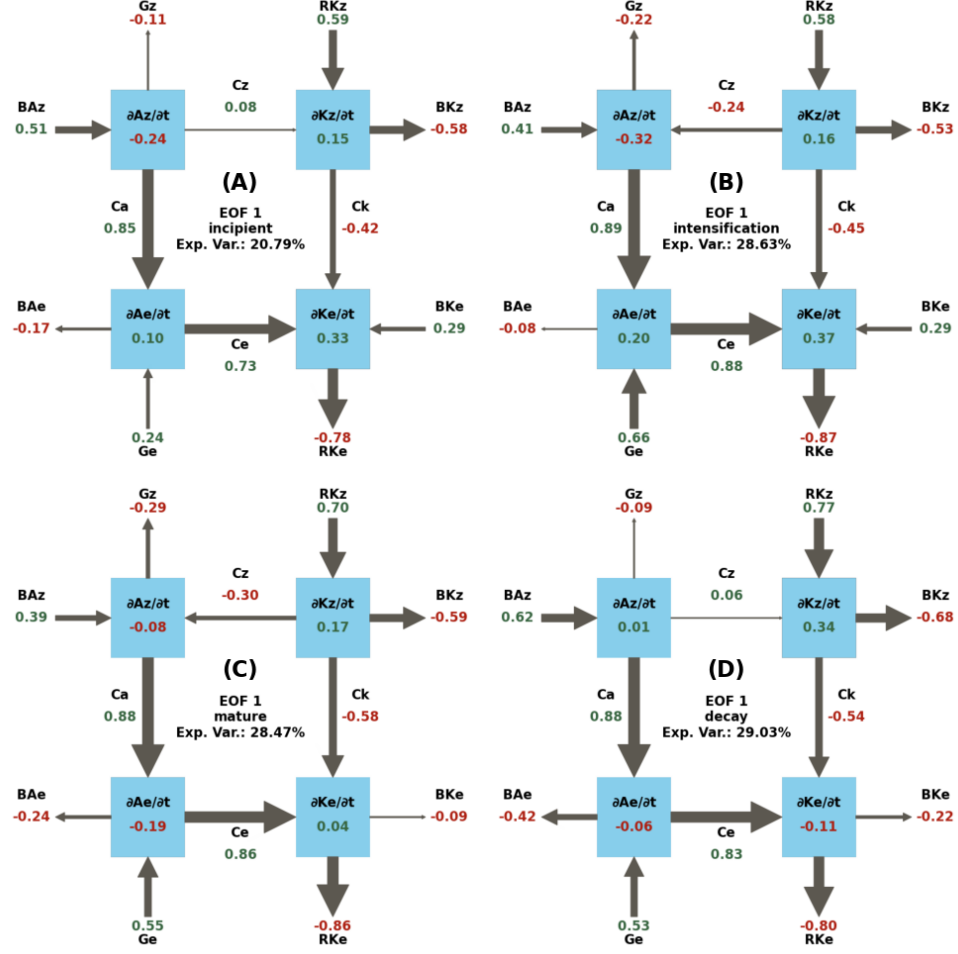 Gz
-0.11
RKz
0.59
BAz
0.51
∂Az/∂t
-0.24
Cz
0.08
∂Kz/∂t
0.15
BKz
-0.58
(A)
Ca
0.85
EOF 1
incipient
Exp. Var.: 20.79%
Ck
-0.42
BAe
-0.17
∂Ae/∂t
0.10
Ce
0.73
∂Ke/∂t
0.33
BKe
0.29
0.24
Ge
-0.78
RKe
Gz
-0.22
RKz
0.58
BAz
0.41
∂Az/∂t
-0.32
Cz
-0.24
∂Kz/∂t
0.16
BKz
-0.53
(B)
Ca
0.89
EOF 1
intensification
Exp. Var.: 28.63%
Ck
-0.45
BAe
-0.08
∂Ae/∂t
0.20
Ce
0.88
∂Ke/∂t
0.37
BKe
0.29
0.66
Ge
-0.87
RKe
Gz
-0.29
RKz
0.70
BAz
0.39
∂Az/∂t
-0.08
Cz
-0.30
∂Kz/∂t
0.17
BKz
-0.59
(C)
Ca
0.88
EOF 1
mature
Exp. Var.: 28.47%
Ck
-0.58
BAe
-0.24
∂Ae/∂t
-0.19
Ce
0.86
∂Ke/∂t
0.04
BKe
-0.09
0.55
Ge
-0.86
RKe
Gz
-0.09
RKz
0.77
BAz
0.62
∂Az/∂t
0.01
Cz
0.06
∂Kz/∂t
0.34
BKz
-0.68
(D)
Ca
0.88
EOF 1
decay
Exp. Var.: 29.03%
Ck
-0.54
BAe
-0.42
∂Ae/∂t
-0.06
Ce
0.83
∂Ke/∂t
-0.11
BKe
-0.22
0.53
Ge
-0.80
RKe